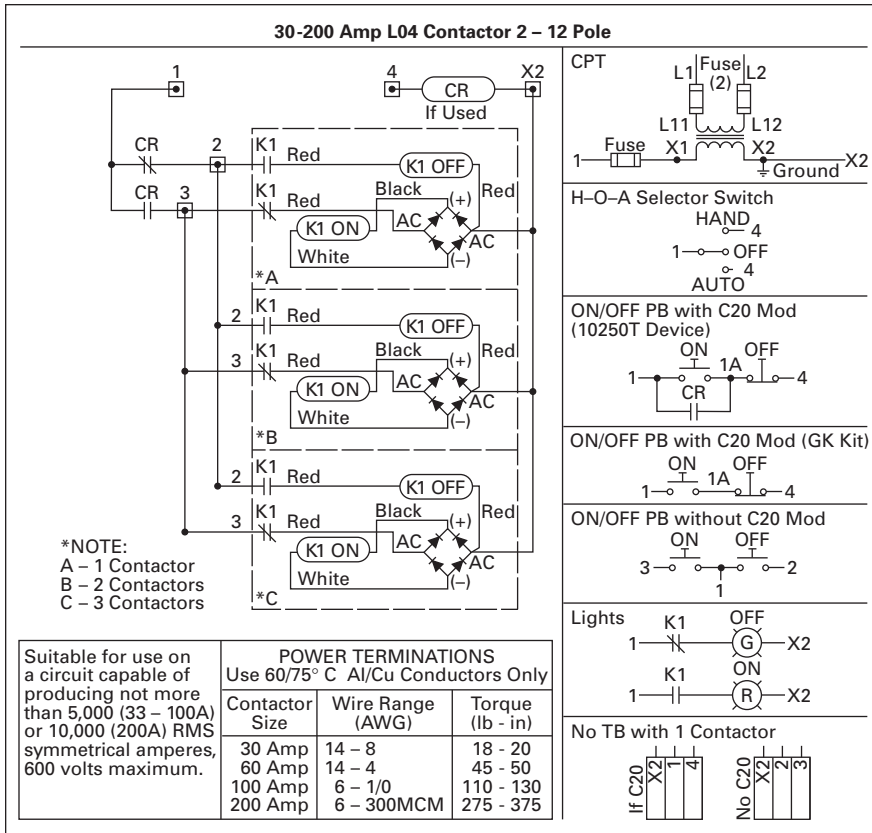 30-200 Amp L04 Contactor 2 – 12 Pole
1
4
CR
X2
If Used
CR
2
K1
Red
K1 OFF
CR
3
K1
Red
Black
(+)
Red
K1 ON
AC
AC
White
(–)
*A
2
K1
Red
K1 OFF
3
K1
Red
Black
(+)
Red
K1 ON
AC
AC
White
(–)
*B
2
K1
Red
K1 OFF
3
K1
Red
Black
(+)
Red
K1 ON
AC
AC
White
(–)
*C
*NOTE:
A – 1 Contactor
B – 2 Contactors
C – 3 Contactors
Suitable for use on
a circuit capable of
producing not more
than 5,000 (33 – 100A)
or 10,000 (200A) RMS
symmetrical amperes,
600 volts maximum.
POWER TERMINATIONS
Use 60/75° C Al/Cu Conductors Only
Contactor Size Wire Range (AWG) Torque (lb - in)
30 Amp 14 – 8 18 - 20
60 Amp 14 – 4 45 - 50
100 Amp 6 – 1/0 110 - 130
200 Amp 6 – 300MCM 275 - 375
CPT
L1 Fuse L2
(2)
L11 L12
Fuse X1 X2
1 X2
Ground
H–O–A Selector Switch
HAND
4
1 OFF
4
AUTO
ON/OFF PB with C20 Mod
(10250T Device)
ON OFF
1 1A 4
CR
ON/OFF PB with C20 Mod (GK Kit)
ON OFF
1 1A 4
ON/OFF PB without C20 Mod
ON OFF
3 2
1
Lights
K1 OFF
1 G X2
K1 ON
1 R X2
No TB with 1 Contactor
If C20 X2 1 4
No C20 X2 2 3